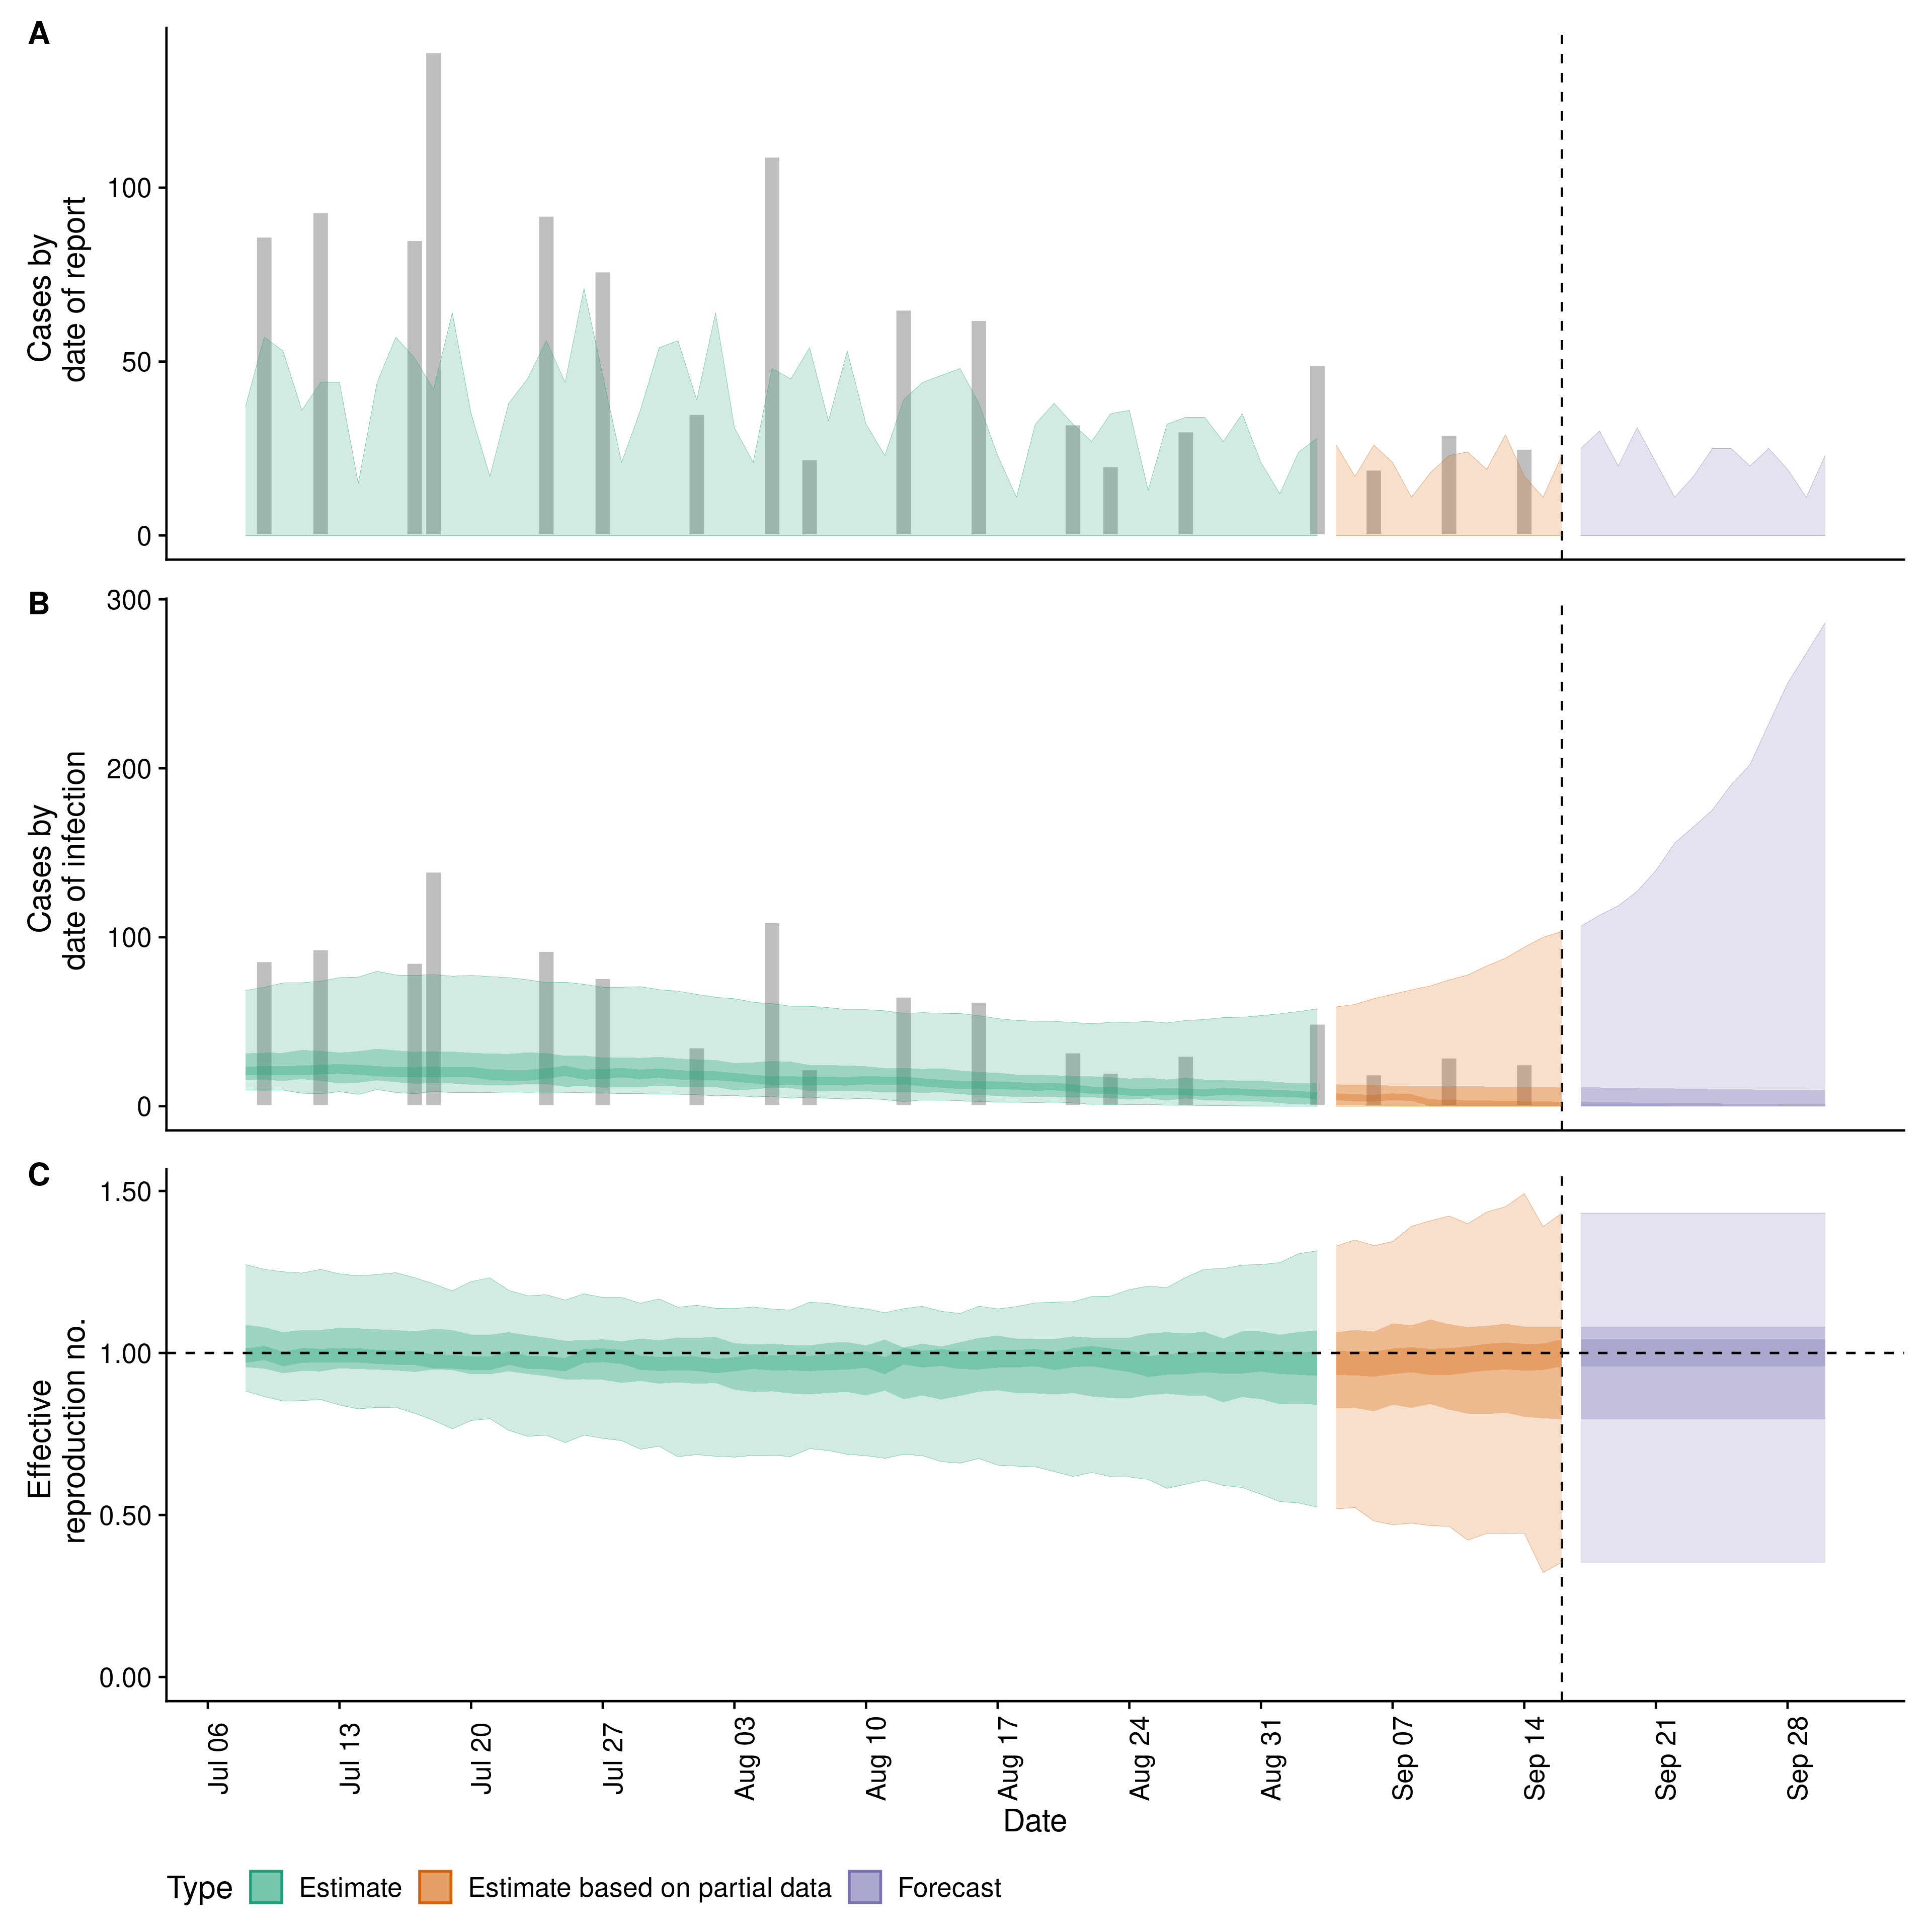 A
Cases by
date of report
100
50
0
B
Cases by
date of infection
300
200
100
0
C
Effective
reproduction no.
1.50
1.00
0.50
0.00
Jul 06
Jul 13
Jul 20
Jul 27
Aug 03
Aug 10
Aug 17
Aug 24
Aug 31
Sep 07
Sep 14
Sep 21
Sep 28
Date
Type Estimate Estimate based on partial data Forecast